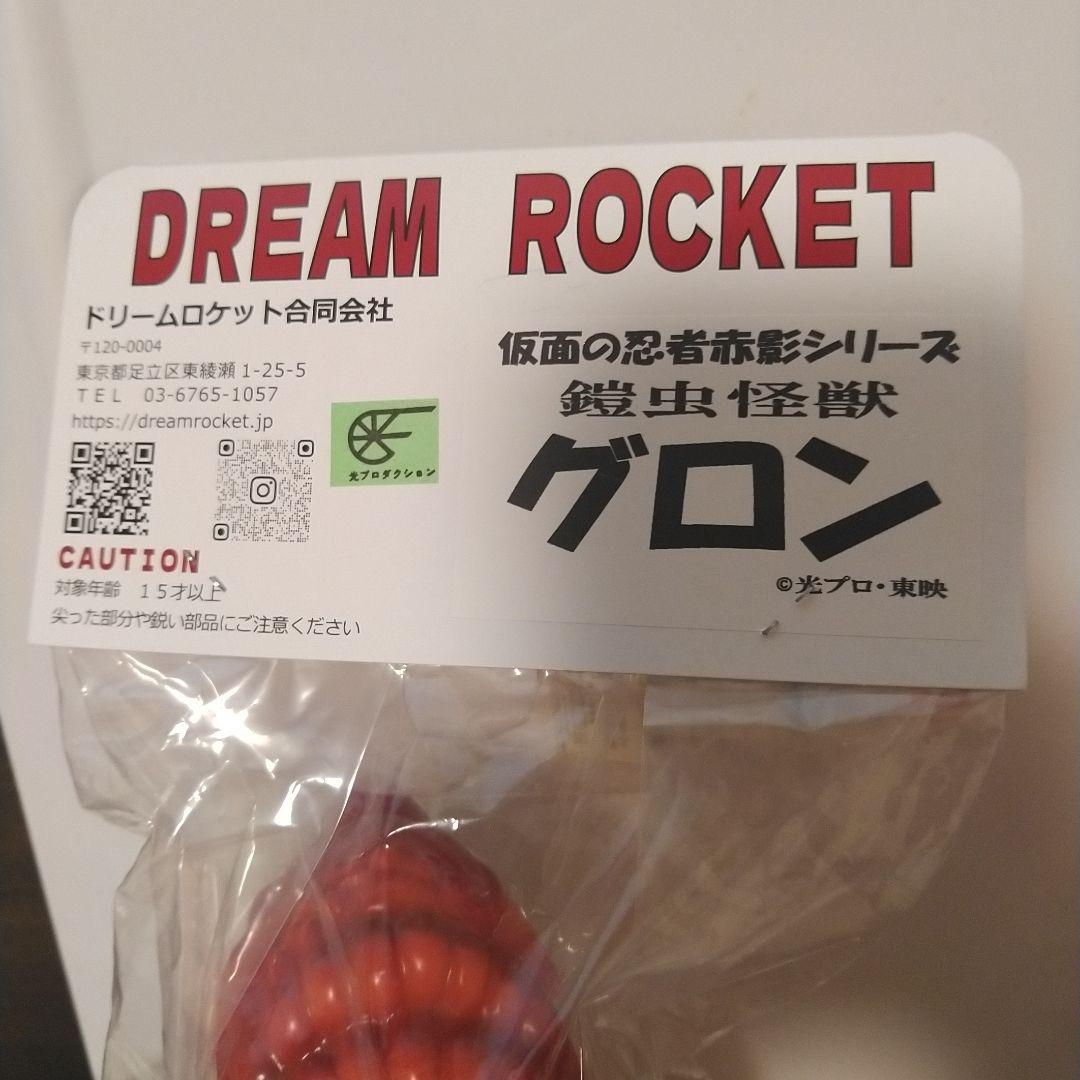 DREAM ROCKET
ドリームロケット合同会社
〒120-0004
東京都足立区東綾瀬1-25-5
TEL 03-6765-1057
https://dreamrocket.jp
光プロダクション
CAUTION
対象年齢 15才以上
尖った部分や鋭い部品にご注意ください
仮面の忍者赤影シリーズ
鎧虫怪獣
グロン
©光プロ・東映